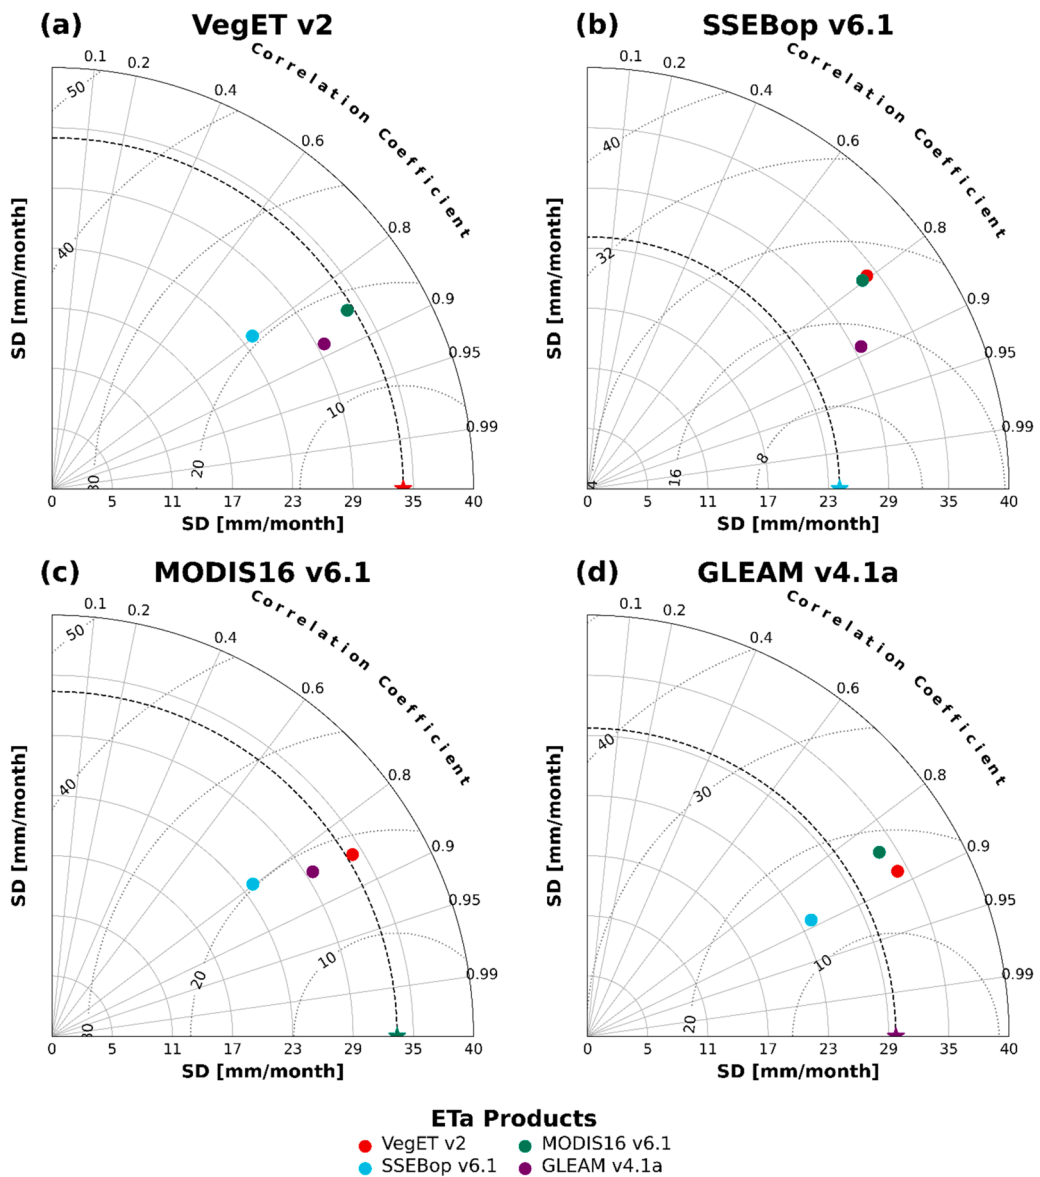 (a) VegET v2
Correlation Coefficient
0.1 0.2 0.4 0.6 0.8 0.9 0.95 0.99
50 40 30 20 10
SD [mm/month]
0 5 11 17 23 29 35 40
SD [mm/month]
(b) SSEBop v6.1
Correlation Coefficient
0.1 0.2 0.4 0.6 0.8 0.9 0.95 0.99
40 32 16 8
SD [mm/month]
0 5 11 17 23 29 35 40
SD [mm/month]
(c) MODIS16 v6.1
Correlation Coefficient
0.1 0.2 0.4 0.6 0.8 0.9 0.95 0.99
50 40 30 20 10
SD [mm/month]
0 5 11 17 23 29 35 40
SD [mm/month]
(d) GLEAM v4.1a
Correlation Coefficient
0.1 0.2 0.4 0.6 0.8 0.9 0.95 0.99
40 30 20 10
SD [mm/month]
0 5 11 17 23 29 35 40
SD [mm/month]
ETa Products
VegET v2 MODIS16 v6.1
SSEBop v6.1 GLEAM v4.1a